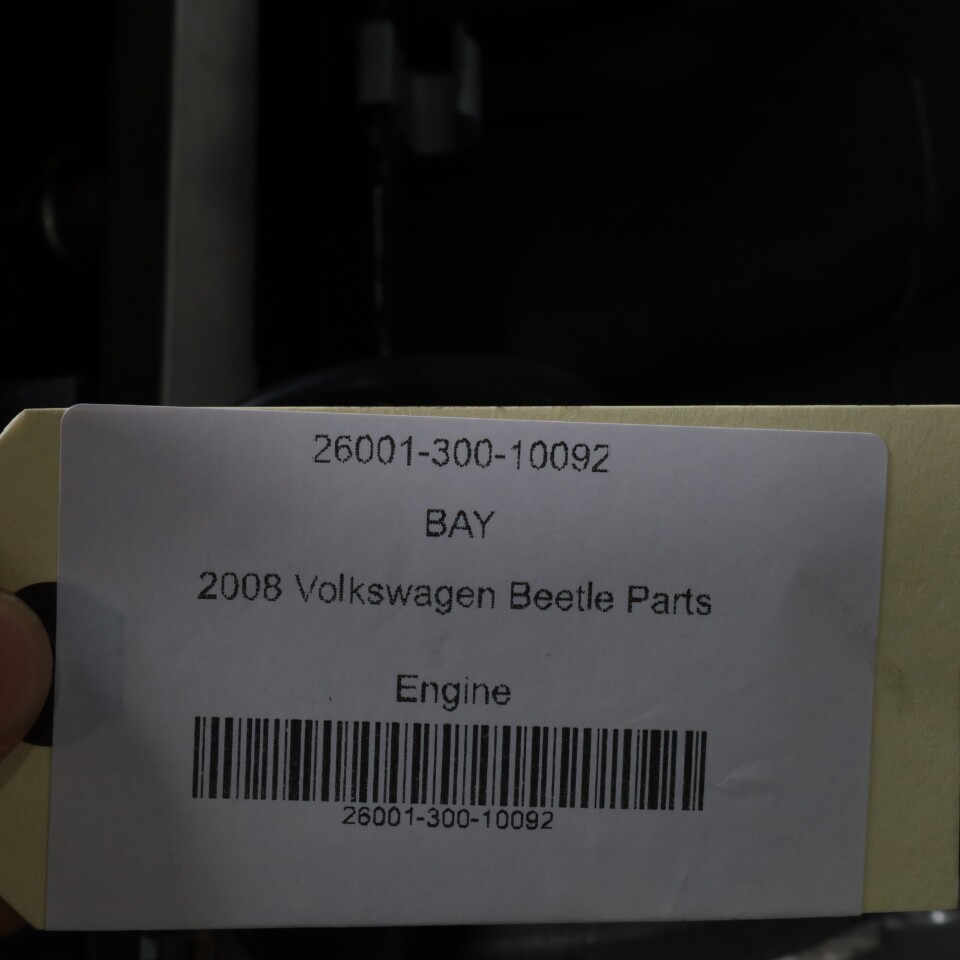 26001-300-10092
BAY
2008 Volkswagen Beetle Parts
Engine
26001-300-10092